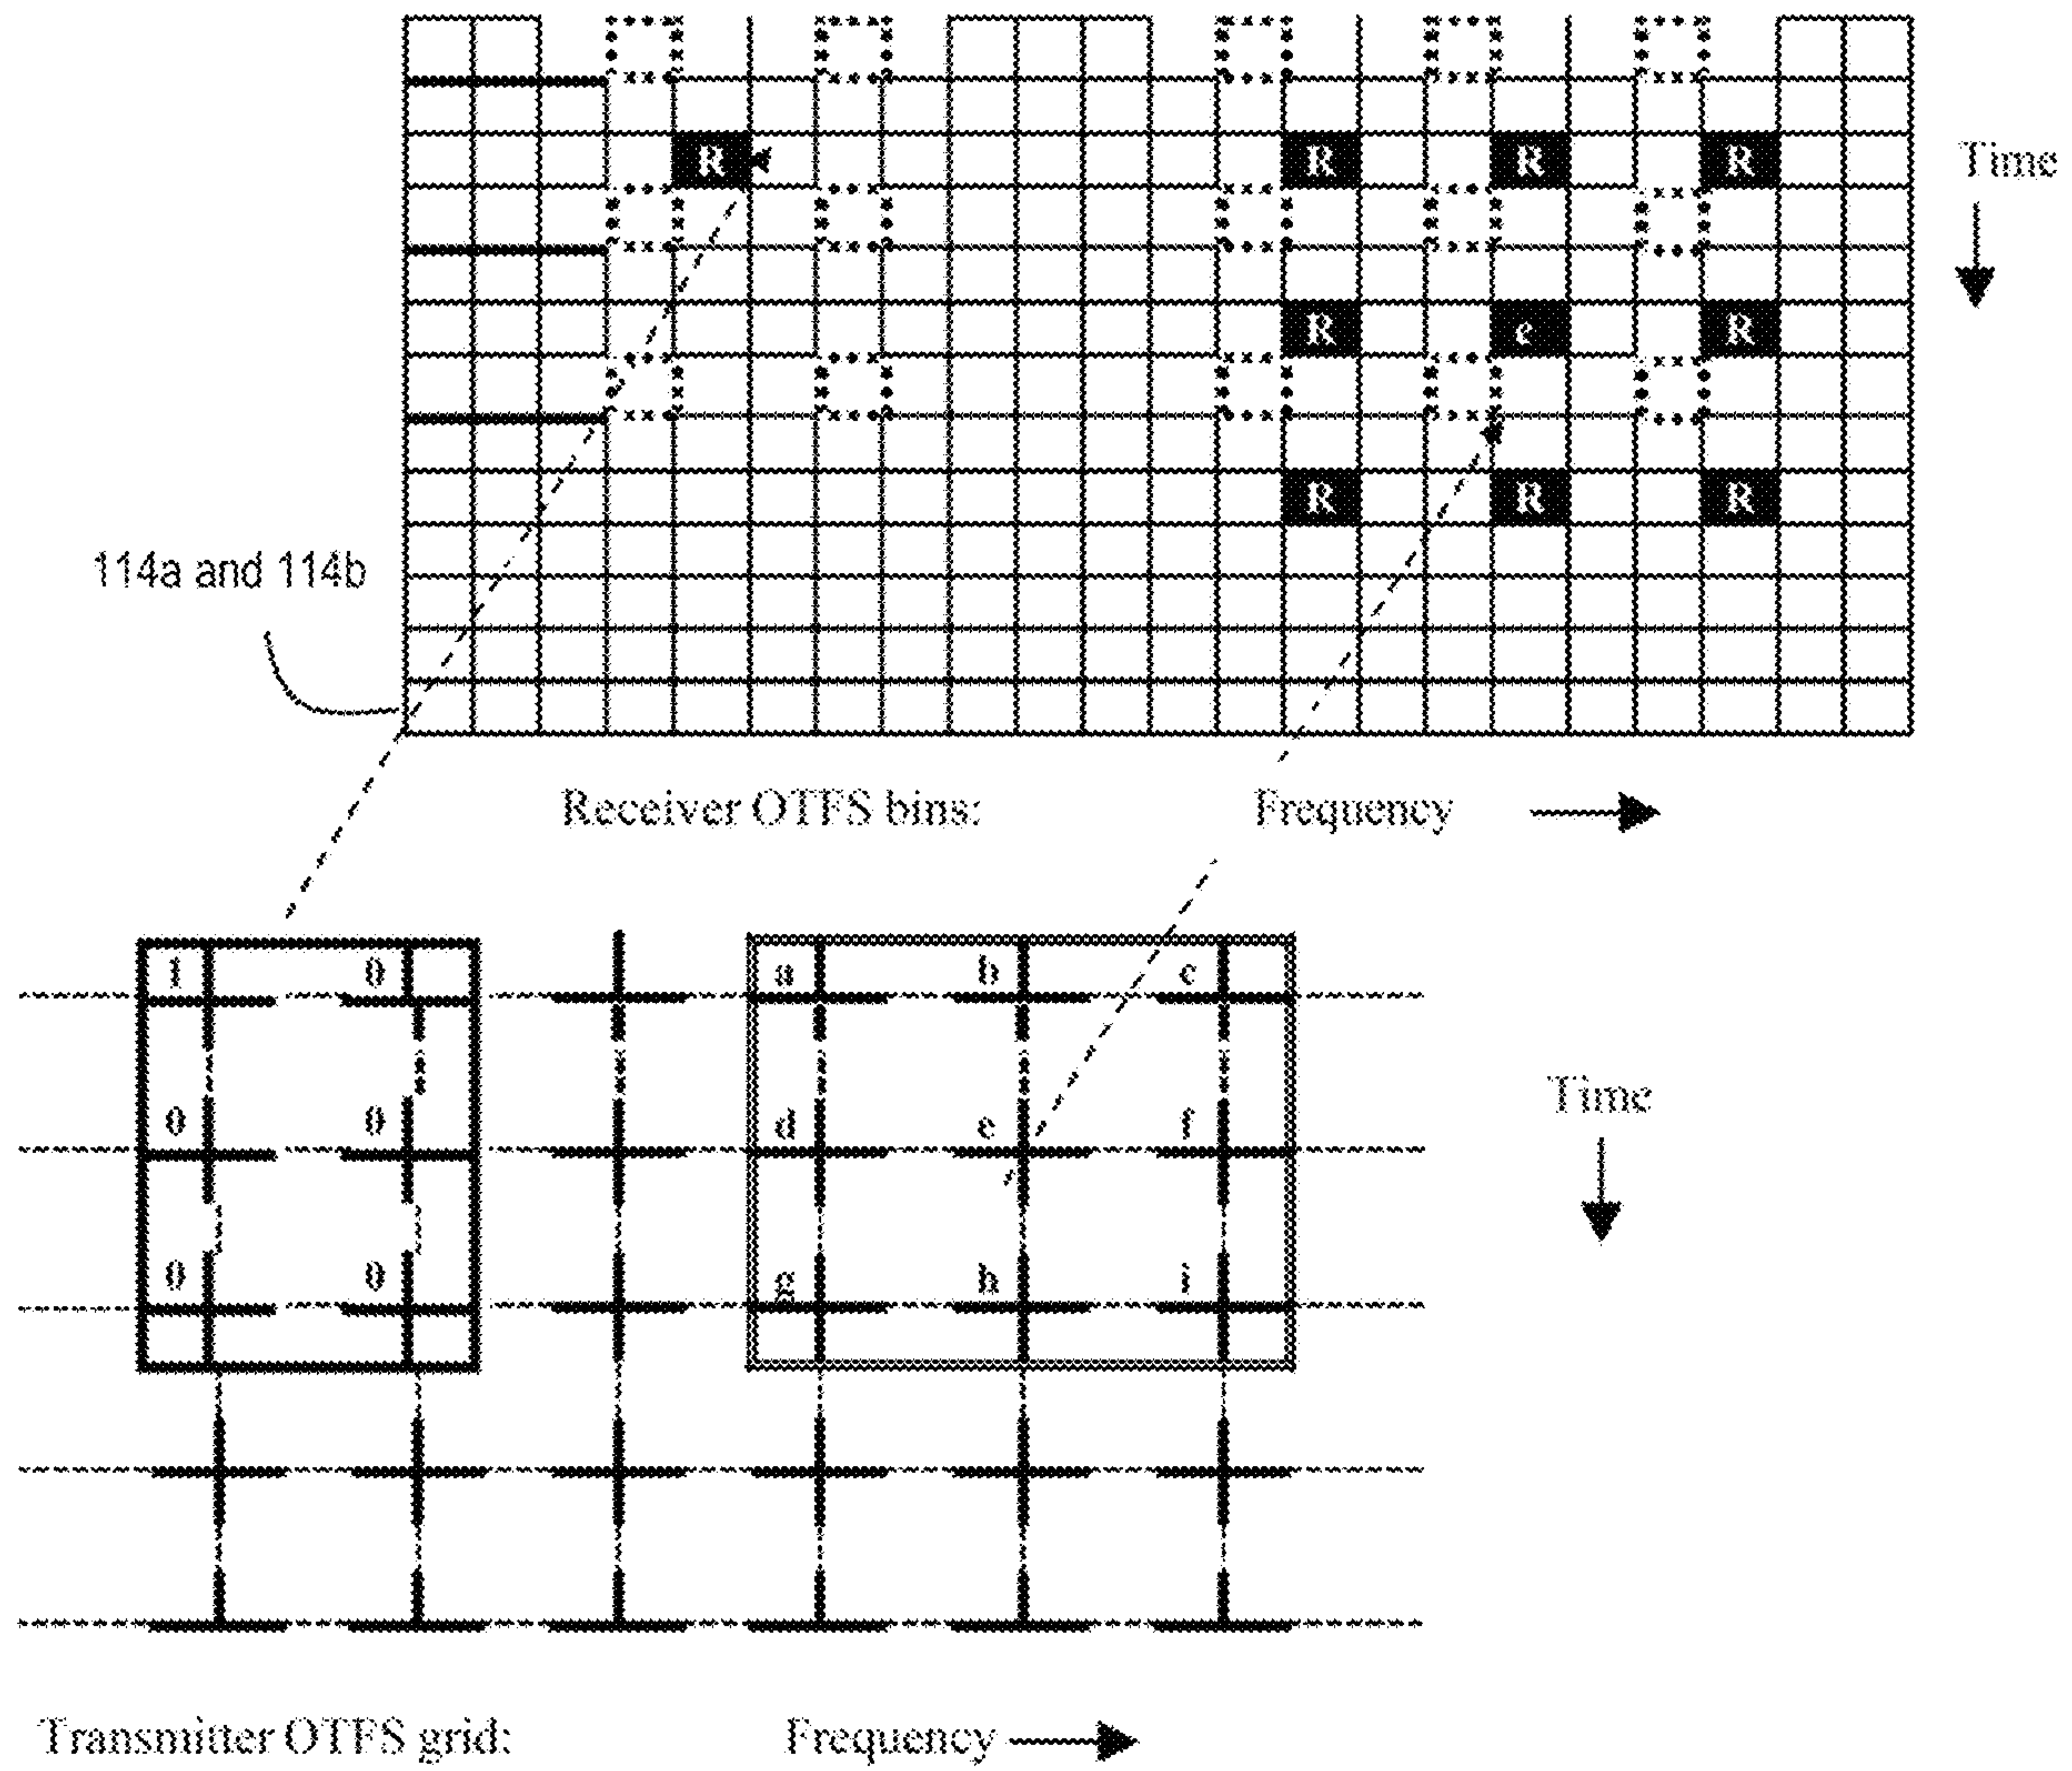 R R R R
Time
R e R
R R R
114a and 114b
Receiver OTFS bins: Frequency
1 0 a b c
0 0 d e f
Time
0 0 g h i
Transmitter OTFS grid: Frequency